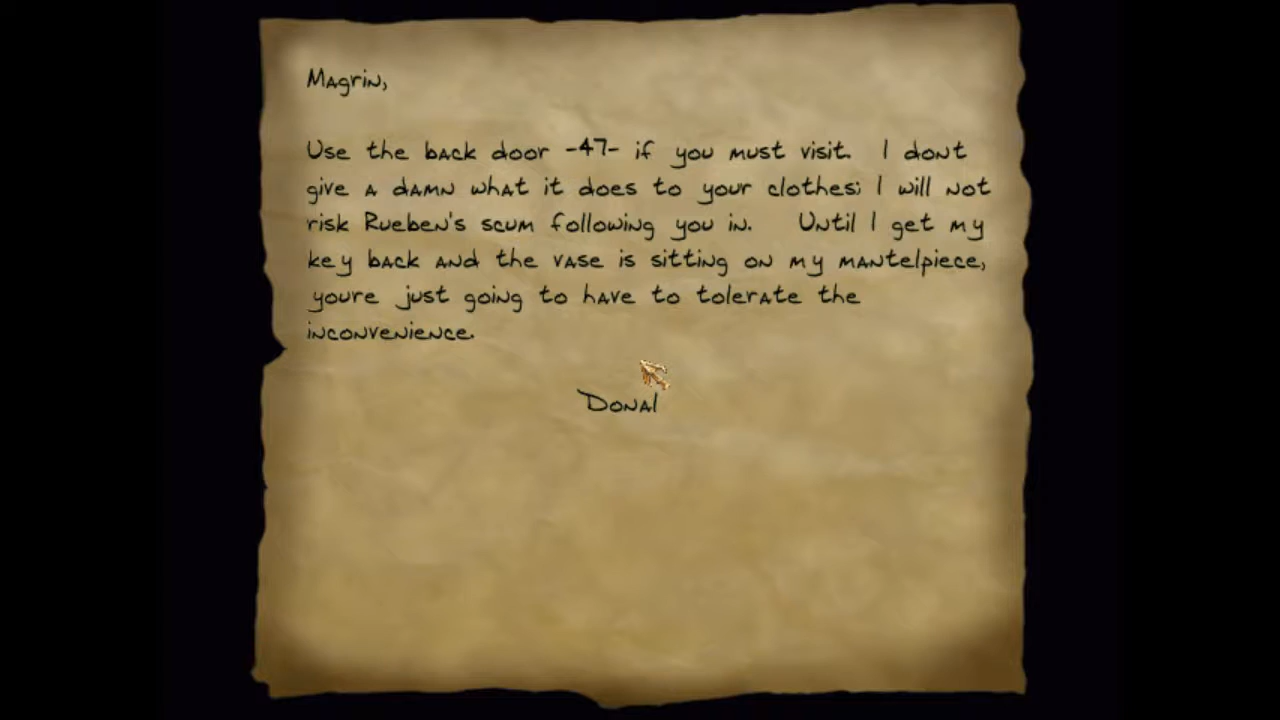 Magrin,
Use the back door -47- if you must visit. I dont
give a damn what it does to your clothes; I will not
risk Rueben's scum following you in. Until I get my
key back and the vase is sitting on my mantelpiece,
youre just going to have to tolerate the
inconvenience.
Donal